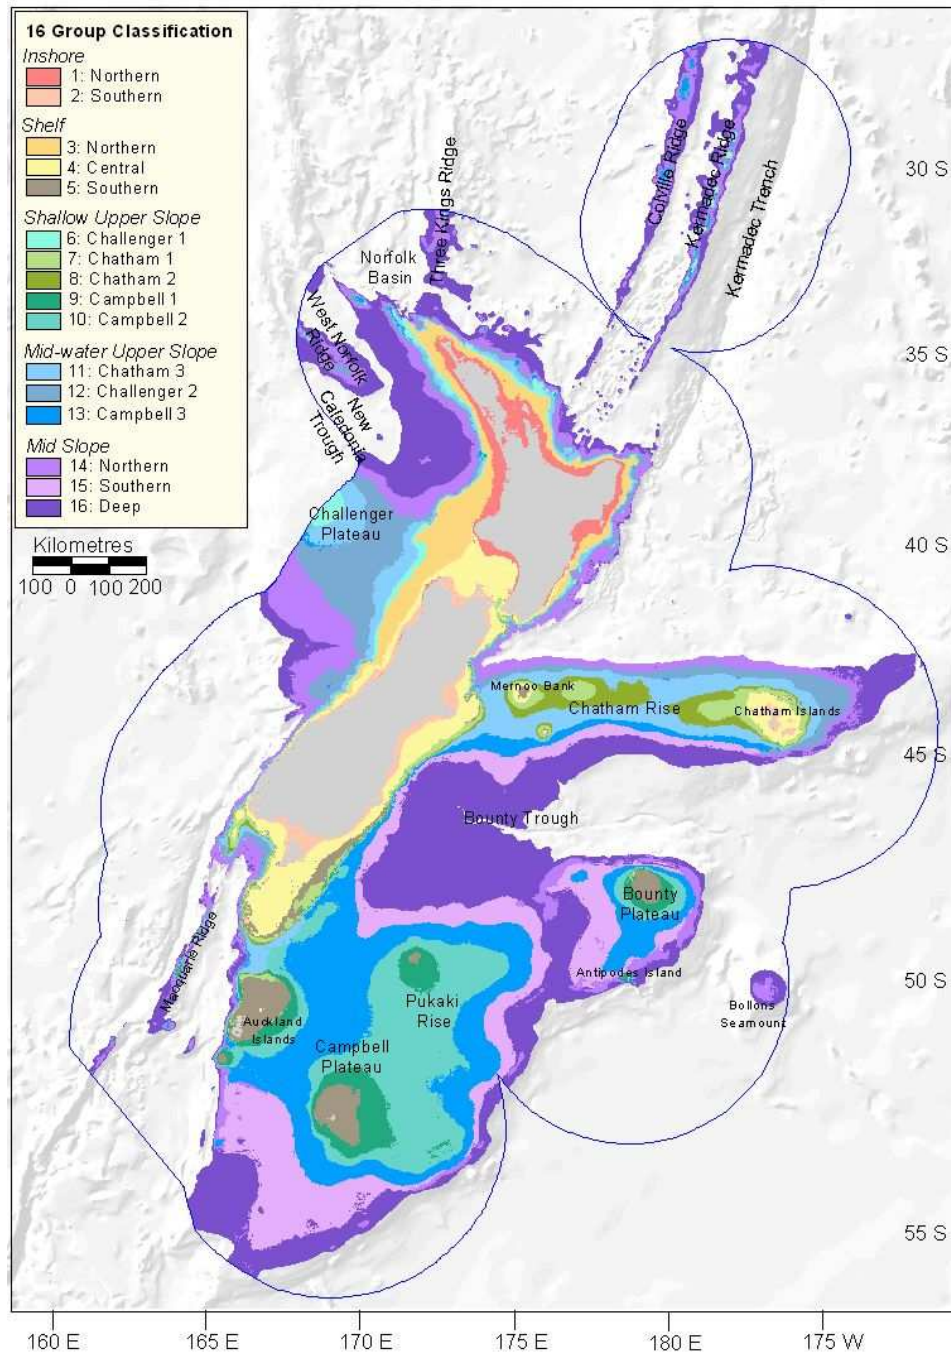 16 Group Classification
Inshore
1: Northern
2: Southern
Shelf
3: Northern
4: Central
5: Southern
Shallow Upper Slope
6: Challenger 1
7: Chatham 1
8: Chatham 2
9: Campbell 1
10: Campbell 2
Mid-water Upper Slope
11: Chatham 3
12: Challenger 2
13: Campbell 3
Mid Slope
14: Northern
15: Southern
16: Deep
Kilometres
100 0 100 200
Colville Ridge
Kermadec Ridge
Kermadec Trench
Three Kings Ridge
Norfolk
Basin
West Norfolk
Ridge
New
Caledonia
Trough
Challenger
Plateau
Mernoo Bank
Chatham Rise
Chatham Islands
Bounty Trough
Bounty
Plateau
Antipodes Island
Bollons
Seamount
Macquarie Ridge
Pukaki
Rise
Auckland
Islands
Campbell
Plateau
30 S
35 S
40 S
45 S
50 S
55 S
160 E
165 E
170 E
175 E
180 E
175 W